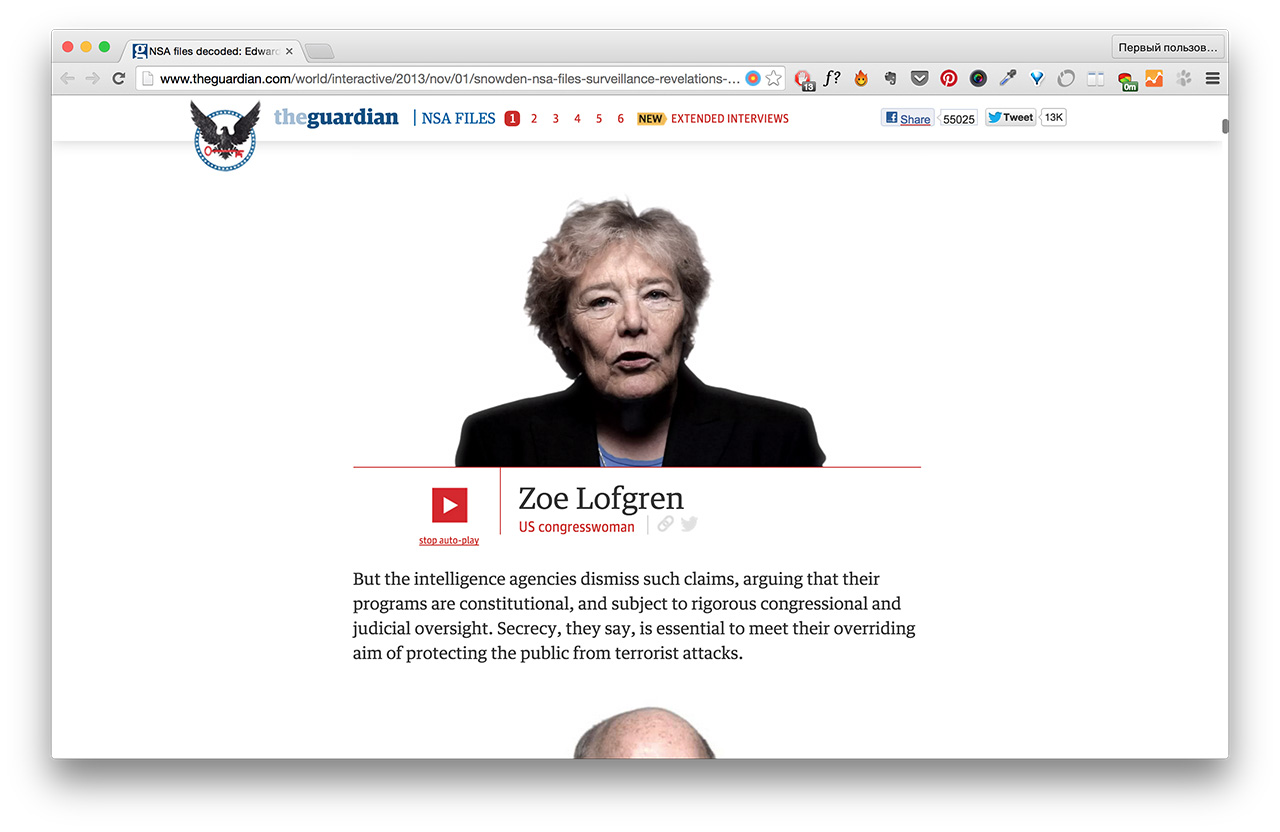 NSA files decoded: Edward
Первый пользов...
www.theguardian.com/world/interactive/2013/nov/01/snowden-nsa-files-surveillance-revelations-...
f?
13
0m
theguardian
NSA FILES
1 2 3 4 5 6
NEW EXTENDED INTERVIEWS
Share 55025
Tweet 13K
Zoe Lofgren
US congresswoman
stop auto-play
But the intelligence agencies dismiss such claims, arguing that their
programs are constitutional, and subject to rigorous congressional and
judicial oversight. Secrecy, they say, is essential to meet their overriding
aim of protecting the public from terrorist attacks.